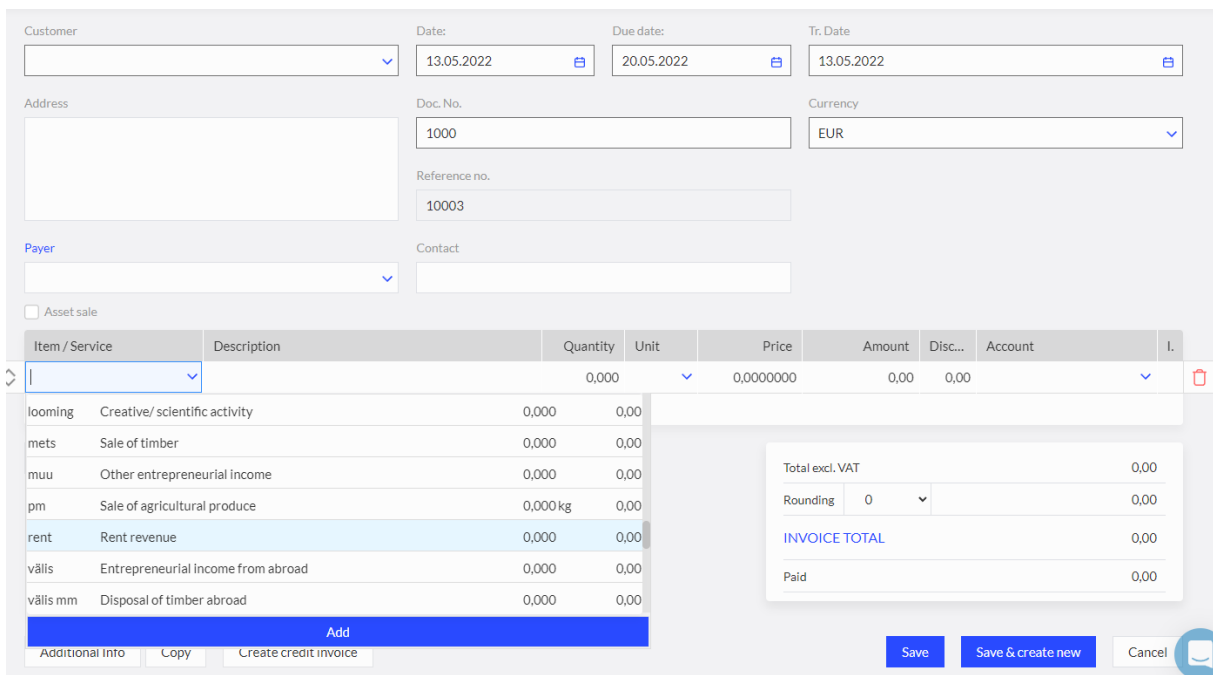 Customer Date: Due date: Tr. Date
13.05.2022 20.05.2022 13.05.2022
Address Doc. No. Currency
1000 EUR
Reference no.
10003
Payer Contact
Asset sale
Item / Service Description Quantity Unit Price Amount Disc... Account I.
0,000 0,0000000 0,00 0,00
looming Creative/ scientific activity 0,000 0,00
mets Sale of timber 0,000 0,00
muu Other entrepreneurial income 0,000 0,00
pm Sale of agricultural produce 0,000 kg 0,00
rent Rent revenue 0,000 0,00
välis Entrepreneurial income from abroad 0,000 0,00
välis mm Disposal of timber abroad 0,000 0,00
Add
Total excl. VAT 0,00
Rounding 0 0,00
INVOICE TOTAL 0,00
Paid 0,00
Additional Info Copy Create credit invoice Save Save & create new Cancel